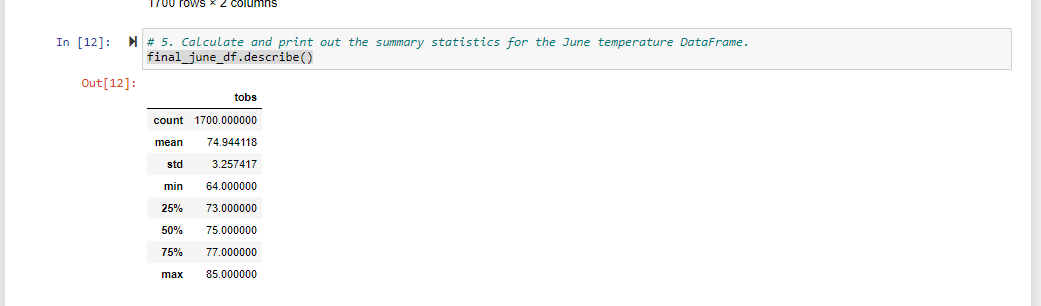 1700 rows × 2 columns
In [12]: # 5. Calculate and print out the summary statistics for the June temperature DataFrame.
final_june_df.describe()
Out[12]:
tobs
count 1700.000000
mean 74.944118
std 3.257417
min 64.000000
25% 73.000000
50% 75.000000
75% 77.000000
max 85.000000